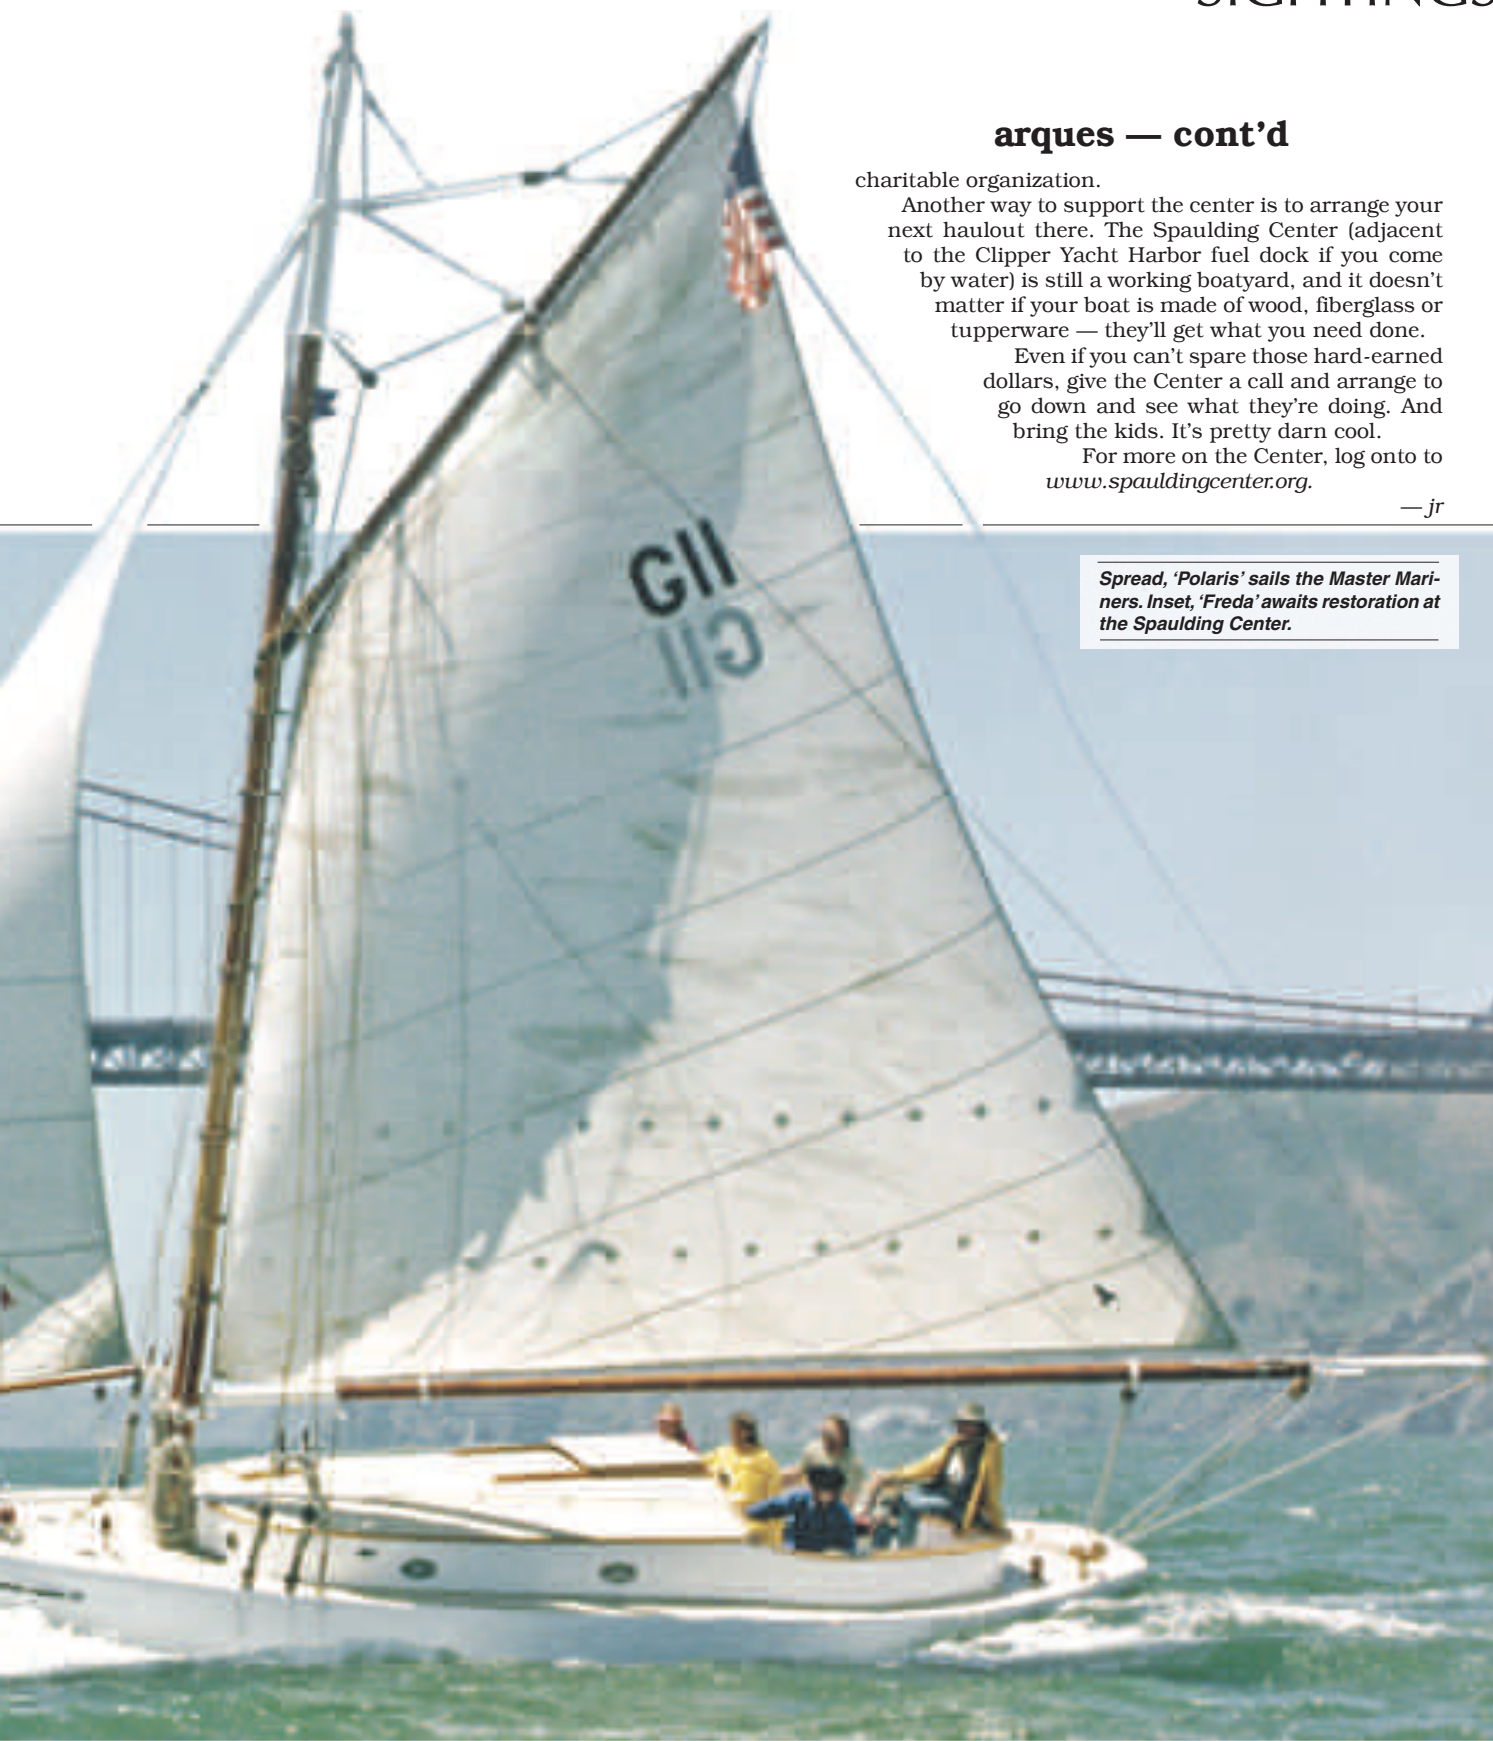 SIGHTINGS
arques — cont’d
charitable organization.
Another way to support the center is to arrange your
next haulout there. The Spaulding Center (adjacent
to the Clipper Yacht Harbor fuel dock if you come
by water) is still a working boatyard, and it doesn’t
matter if your boat is made of wood, fiberglass or
tupperware — they’ll get what you need done.
Even if you can’t spare those hard-earned
dollars, give the Center a call and arrange to
go down and see what they’re doing. And
bring the kids. It’s pretty darn cool.
For more on the Center, log onto to
www.spauldingcenter.org.
— jr
Spread, ‘Polaris’ sails the Master Mari-
ners. Inset, ‘Freda’ awaits restoration at
the Spaulding Center.
G11
G11